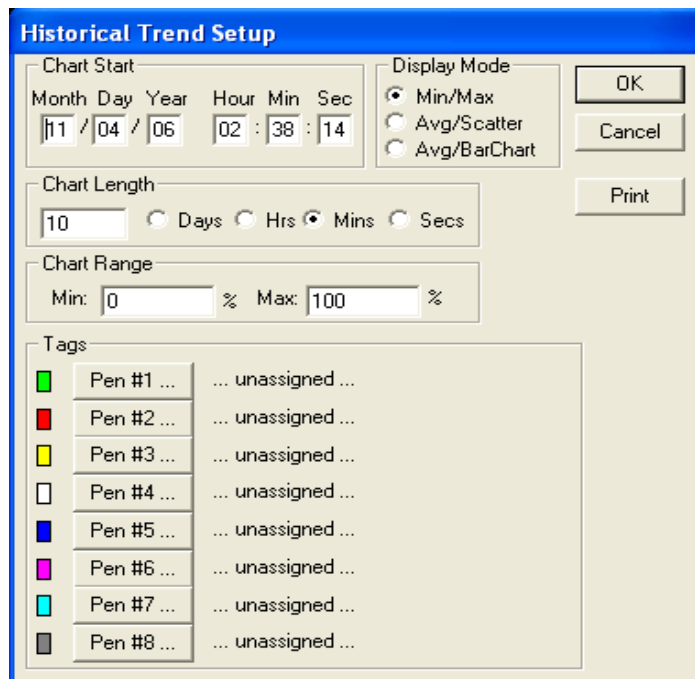 Historical Trend Setup
Chart Start
Month Day Year Hour Min Sec
11 / 04 / 06 02 : 38 : 14
Display Mode
Min/Max
Avg/Scatter
Avg/BarChart
OK
Cancel
Print
Chart Length
10 Days Hrs Mins Secs
Chart Range
Min: 0 % Max: 100 %
Tags
Pen #1 ... ... unassigned ...
Pen #2 ... ... unassigned ...
Pen #3 ... ... unassigned ...
Pen #4 ... ... unassigned ...
Pen #5 ... ... unassigned ...
Pen #6 ... ... unassigned ...
Pen #7 ... ... unassigned ...
Pen #8 ... ... unassigned ...